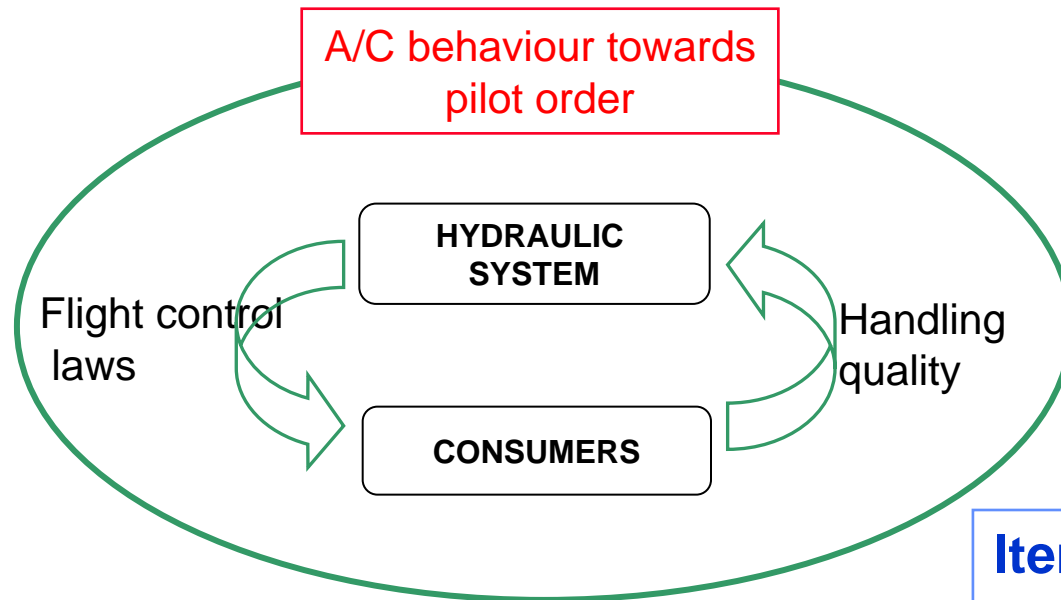 A/C behaviour towards
pilot order
HYDRAULIC
SYSTEM
Flight control
laws
Handling
quality
CONSUMERS